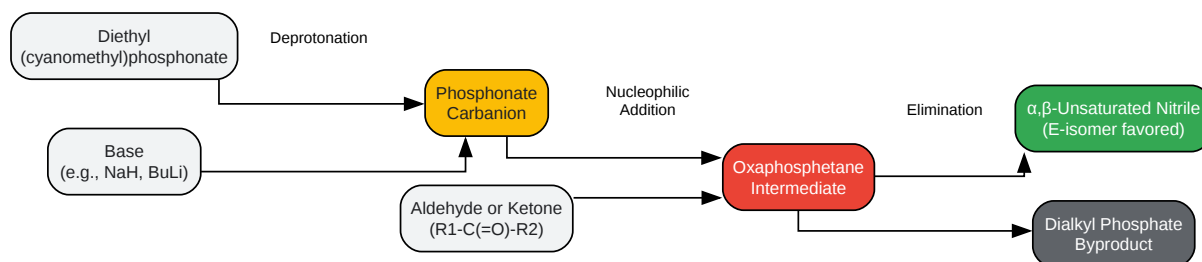 Diethyl
(cyanomethyl)phosphonate
Deprotonation
Base
(e.g., NaH, BuLi)
Phosphonate
Carbanion
Nucleophilic
Addition
Aldehyde or Ketone
(R1-C(=O)-R2)
Oxaphosphetane
Intermediate
Elimination
α,β-Unsaturated Nitrile
(E-isomer favored)
Dialkyl Phosphate
Byproduct